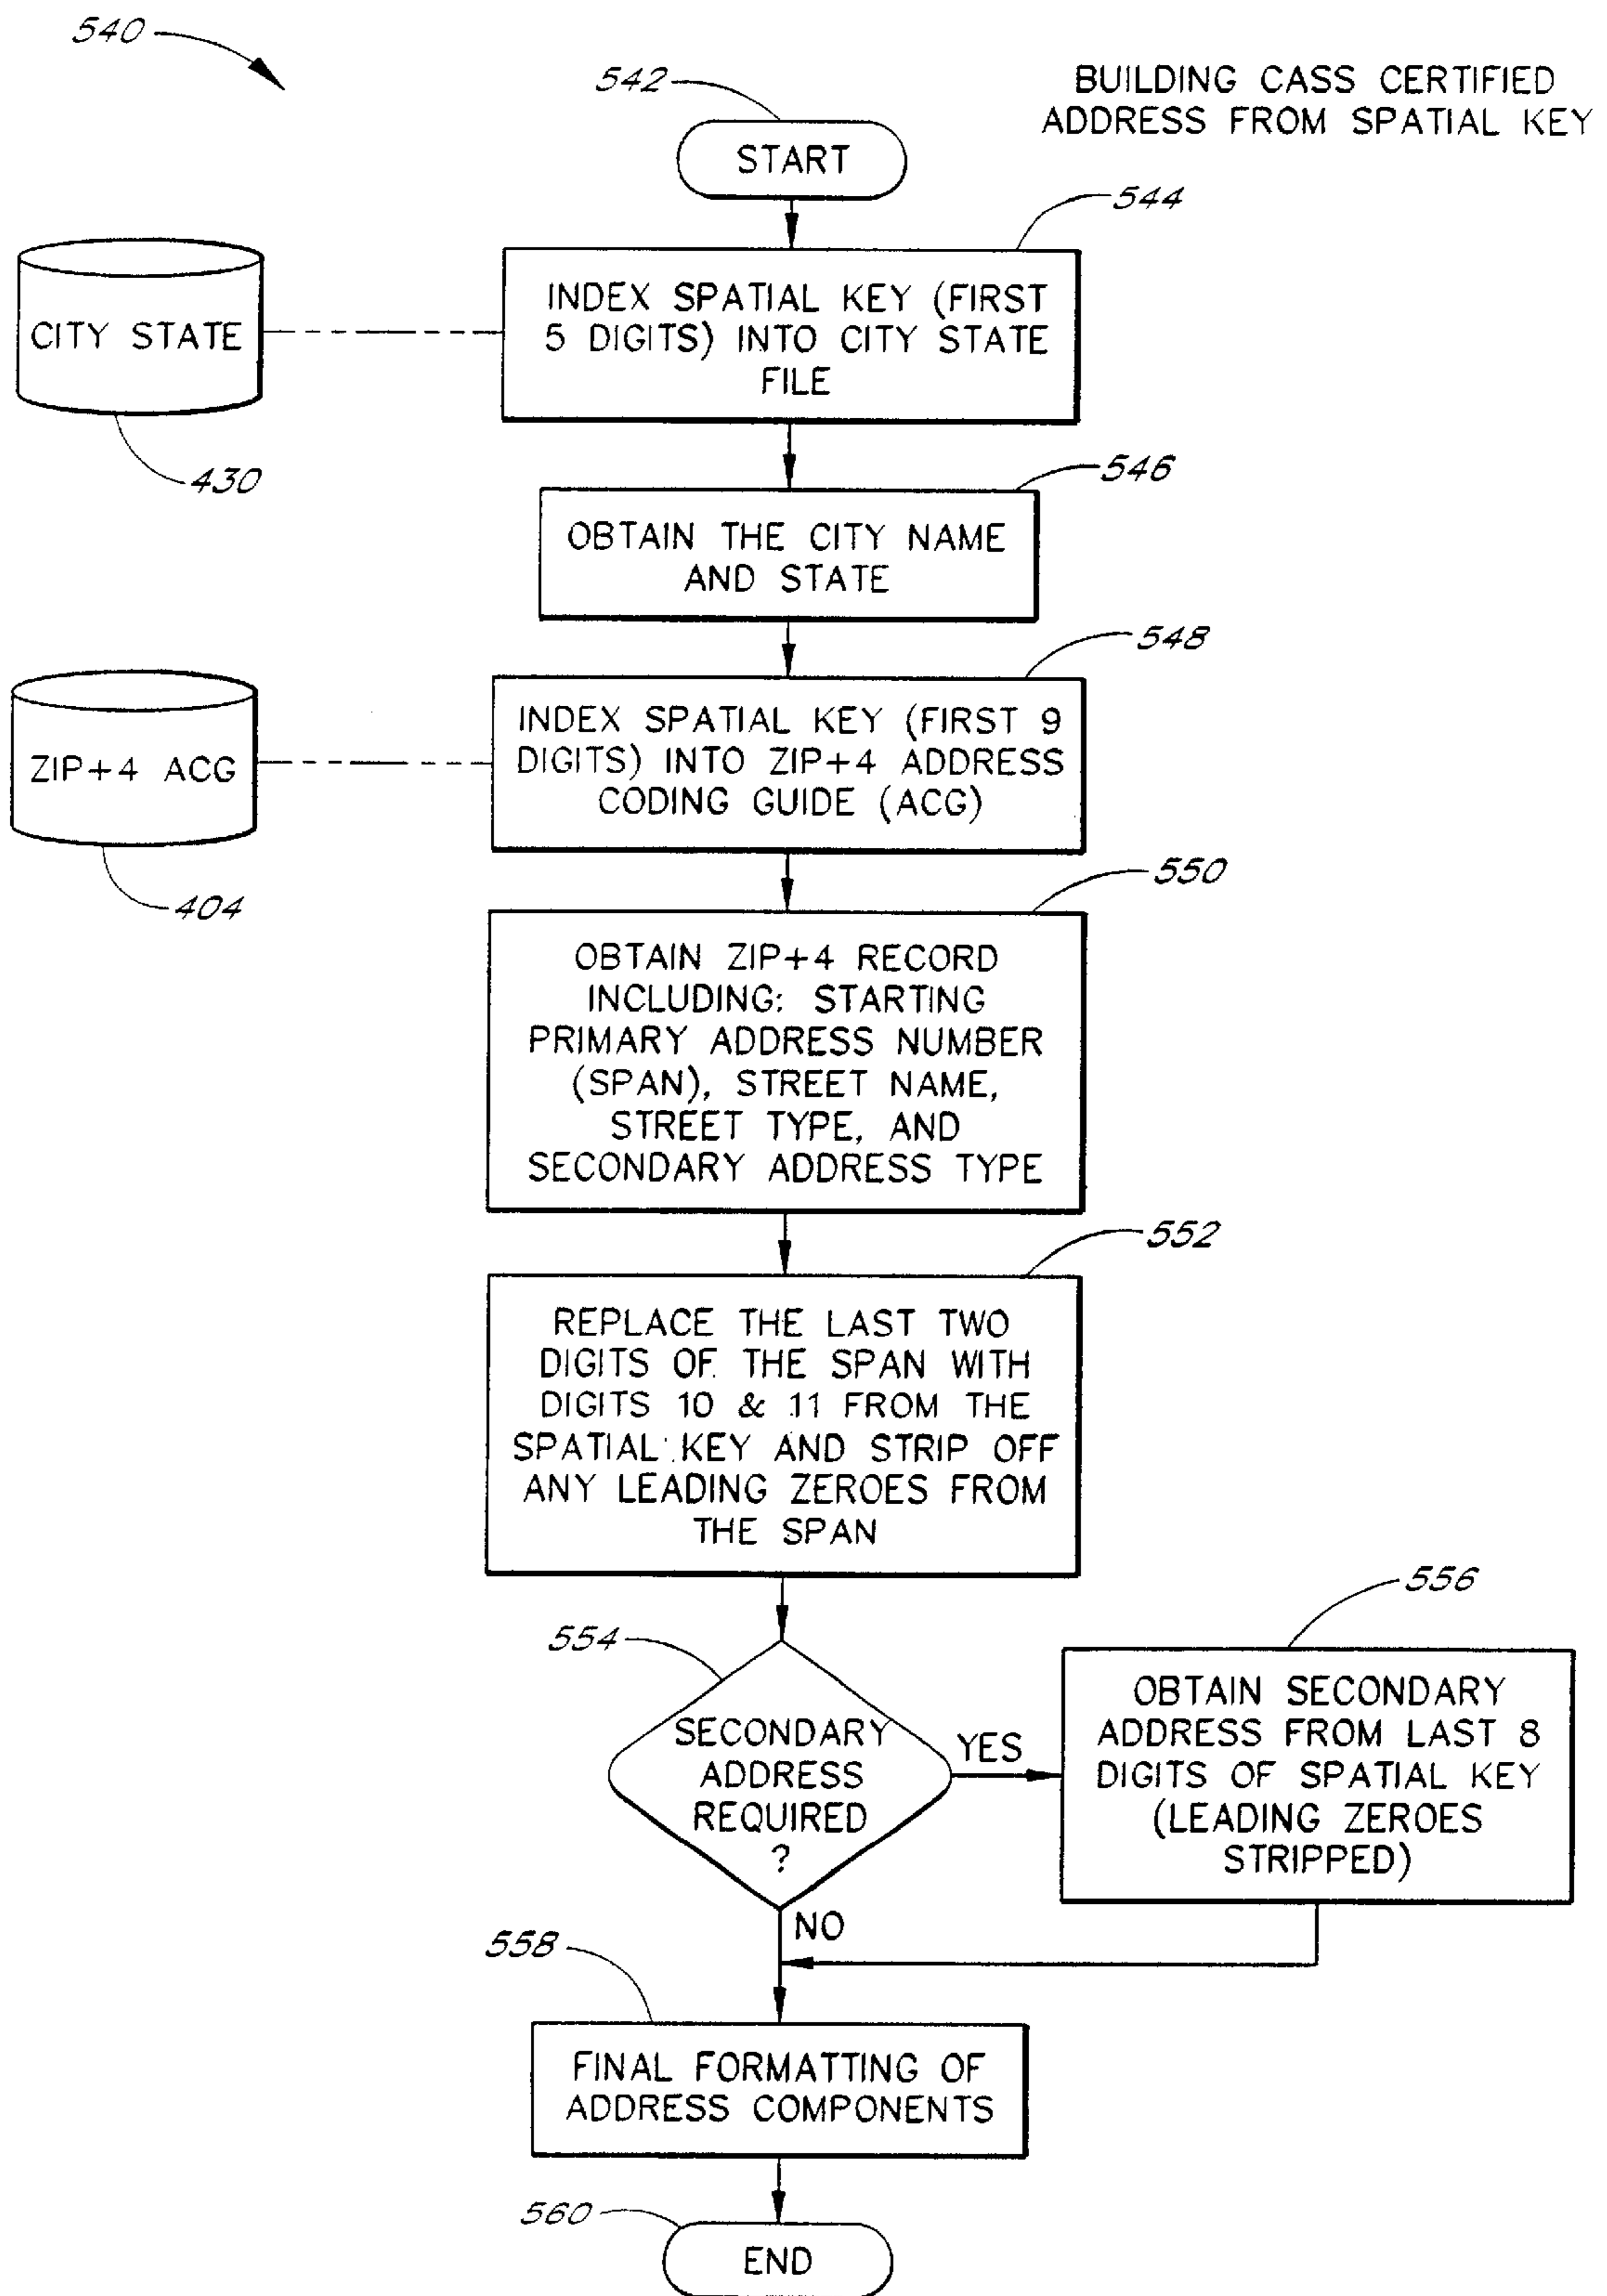 540
BUILDING CASS CERTIFIED
ADDRESS FROM SPATIAL KEY
542
START
544
INDEX SPATIAL KEY (FIRST
5 DIGITS) INTO CITY STATE
FILE
CITY STATE
430
546
OBTAIN THE CITY NAME
AND STATE
548
INDEX SPATIAL KEY (FIRST 9
DIGITS) INTO ZIP+4 ADDRESS
CODING GUIDE (ACG)
ZIP+4 ACG
404
550
OBTAIN ZIP+4 RECORD
INCLUDING: STARTING
PRIMARY ADDRESS NUMBER
(SPAN), STREET NAME,
STREET TYPE, AND
SECONDARY ADDRESS TYPE
552
REPLACE THE LAST TWO
DIGITS OF THE SPAN WITH
DIGITS 10 & 11 FROM THE
SPATIAL KEY AND STRIP OFF
ANY LEADING ZEROES FROM
THE SPAN
554
SECONDARY
ADDRESS
REQUIRED
?
YES
NO
556
OBTAIN SECONDARY
ADDRESS FROM LAST 8
DIGITS OF SPATIAL KEY
(LEADING ZEROES
STRIPPED)
558
FINAL FORMATTING OF
ADDRESS COMPONENTS
560
END